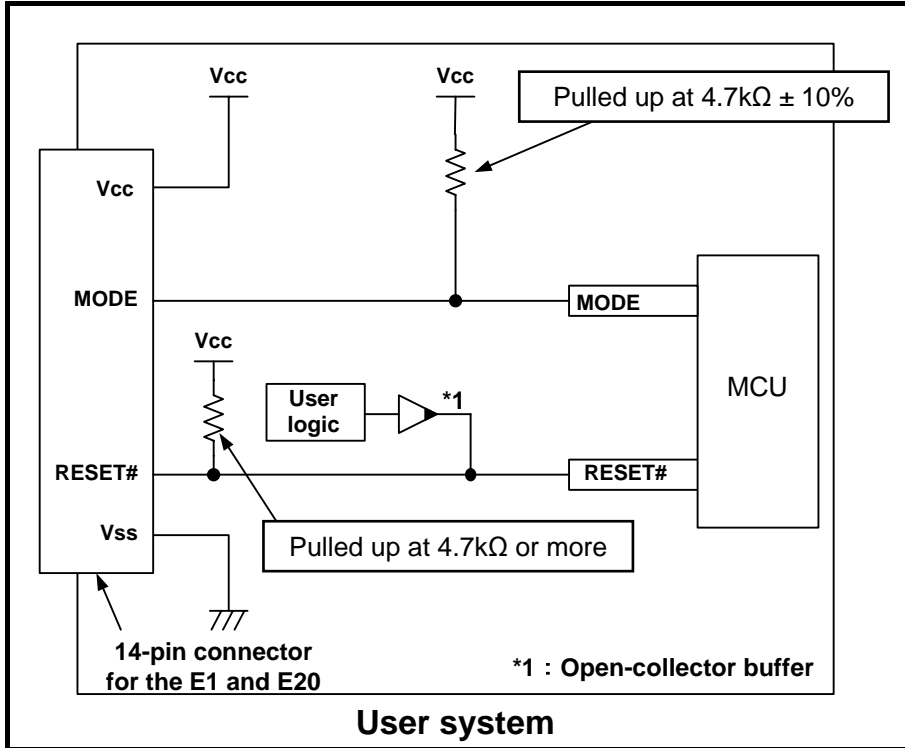 Vcc
Vcc
Pulled up at 4.7kΩ ± 10%
Vcc
MODE
MODE
MCU
Vcc
User
logic
*1
RESET#
RESET#
Vss
Pulled up at 4.7kΩ or more
14-pin connector
for the E1 and E20
*1 : Open-collector buffer
User system